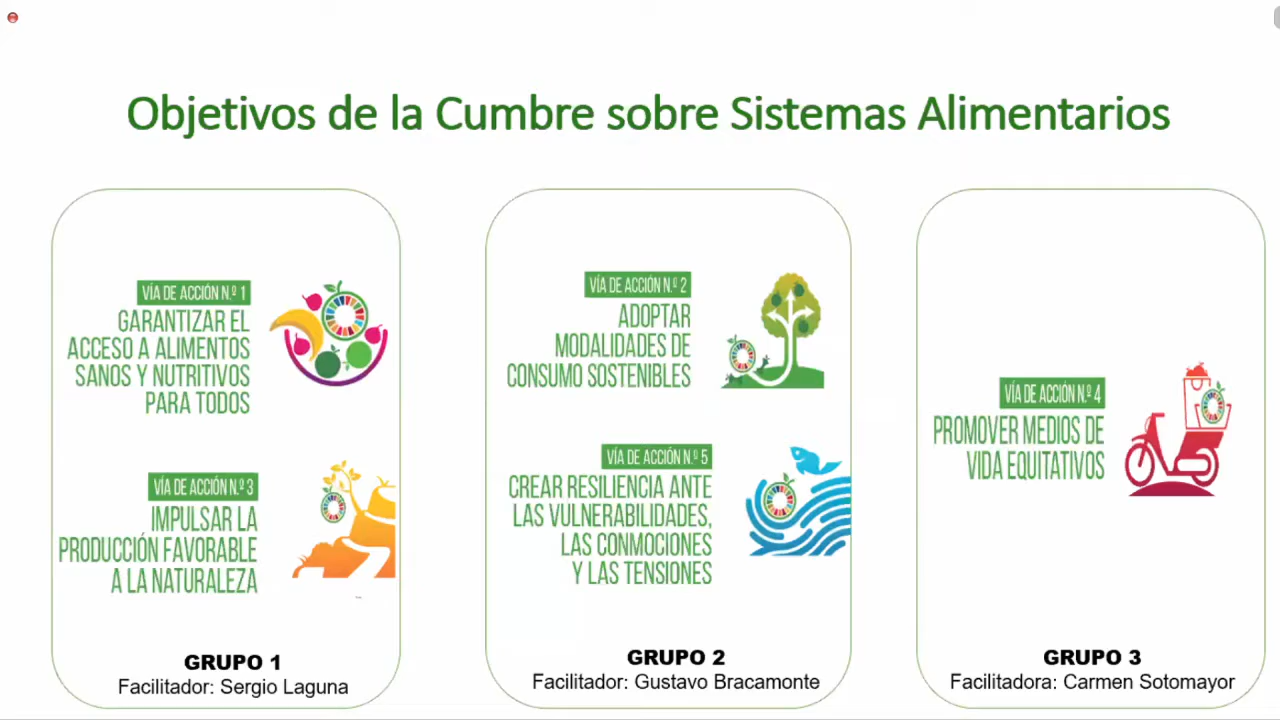 Objetivos de la Cumbre sobre Sistemas Alimentarios
VÍA DE ACCIÓN N.º 1
GARANTIZAR EL
ACCESO A ALIMENTOS
SANOS Y NUTRITIVOS
PARA TODOS
VÍA DE ACCIÓN N.º 3
IMPULSAR LA
PRODUCCIÓN FAVORABLE
A LA NATURALEZA
GRUPO 1
Facilitador: Sergio Laguna
VÍA DE ACCIÓN N.º 2
ADOPTAR
MODALIDADES DE
CONSUMO SOSTENIBLES
VÍA DE ACCIÓN N.º 5
CREAR RESILIENCIA ANTE
LAS VULNERABILIDADES,
LAS CONMOCIONES
Y LAS TENSIONES
GRUPO 2
Facilitador: Gustavo Bracamonte
VÍA DE ACCIÓN N.º 4
PROMOVER MEDIOS DE
VIDA EQUITATIVOS
GRUPO 3
Facilitadora: Carmen Sotomayor